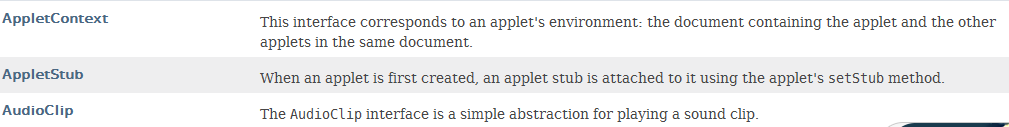 AppletContext This interface corresponds to an applet's environment: the document containing the applet and the other
applets in the same document.
AppletStub When an applet is first created, an applet stub is attached to it using the applet's setStub method.
AudioClip The AudioClip interface is a simple abstraction for playing a sound clip.